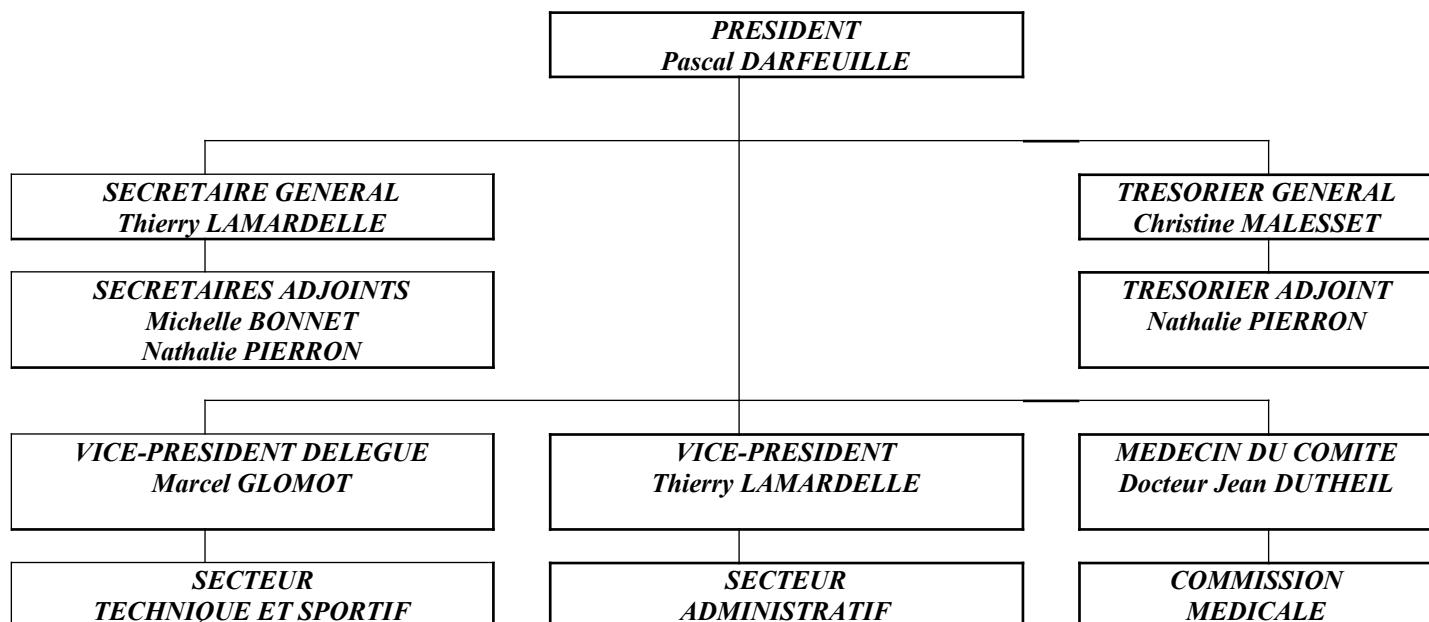 PRESIDENT
Pascal DARFEUILLE
SECRETAIRE GENERAL
Thierry LAMARDELLE
TRESORIER GENERAL
Christine MALESSET
SECRETAIRES ADJOINTS
Michelle BONNET
Nathalie PIERRON
TRESORIER ADJOINT
Nathalie PIERRON
VICE-PRESIDENT DELEGUE
Marcel GLOMOT
VICE-PRESIDENT
Thierry LAMARDELLE
MEDECIN DU COMITE
Docteur Jean DUTHEIL
SECTEUR
TECHNIQUE ET SPORTIF
SECTEUR
ADMINISTRATIF
COMMISSION
MEDICALE